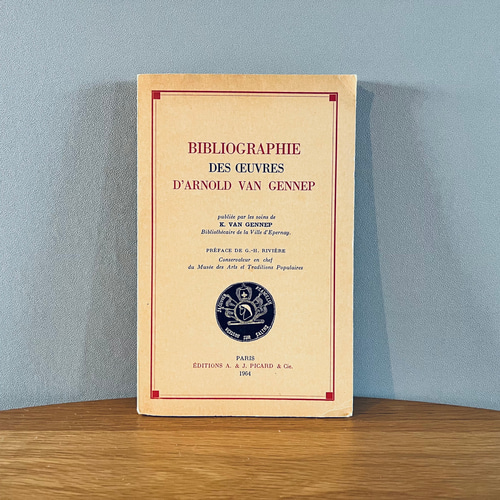 BIBLIOGRAPHIE
DES ŒUVRES
D'ARNOLD VAN GENNEP
publiée par les soins de
K. VAN GENNEP
Bibliothécaire de la Ville d'Epernay.
PRÉFACE DE G.-H. RIVIÈRE
Conservateur en chef
du Musée des Arts et Traditions Populaires
PARIS
ÉDITIONS A. & J. PICARD & Cie.
1964